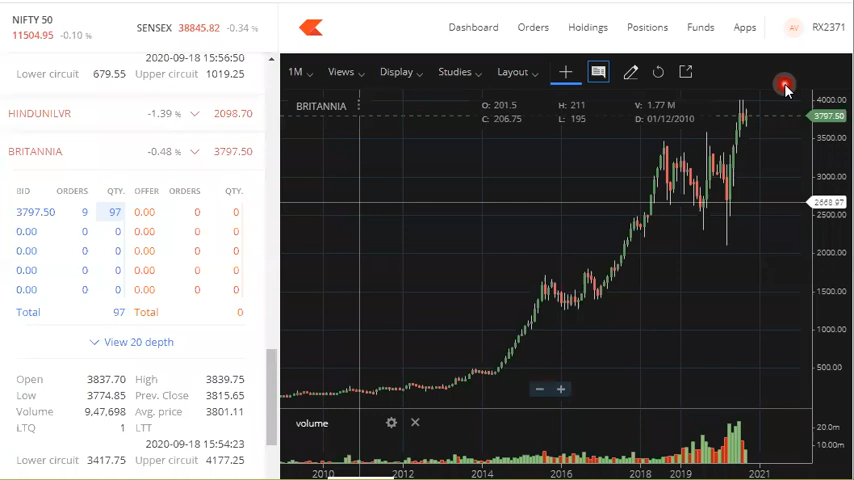 NIFTY 50
11504.95 -0.10 %
SENSEX 38845.82 -0.34 %
Dashboard Orders Holdings Positions Funds Apps AV RX2371
2020-09-18 15:56:50
Lower circuit 679.55 Upper circuit 1019.25
HINDUNILVR -1.39 % 2098.70
BRITANNIA -0.48 % 3797.50
BID ORDERS QTY. OFFER ORDERS QTY.
3797.50 9 97 0.00 0 0
0.00 0 0 0.00 0 0
0.00 0 0 0.00 0 0
0.00 0 0 0.00 0 0
0.00 0 0 0.00 0 0
Total 97 Total 0
View 20 depth
Open 3837.70 High 3839.75
Low 3774.85 Prev. Close 3815.65
Volume 9,47,698 Avg. price 3801.11
LTQ 1 LTT
2020-09-18 15:54:23
Lower circuit 3417.75 Upper circuit 4177.25
1M Views Display Studies Layout
BRITANNIA
O: 201.5 H: 211 V: 1.77 M
C: 206.75 L: 195 D: 01/12/2010
4000.00
3797.50
3500.00
3000.00
2668.97
2500.00
2000.00
1500.00
1000.00
500.00
volume
20.0m
10.00m
2010 2012 2014 2016 2018 2019 2021